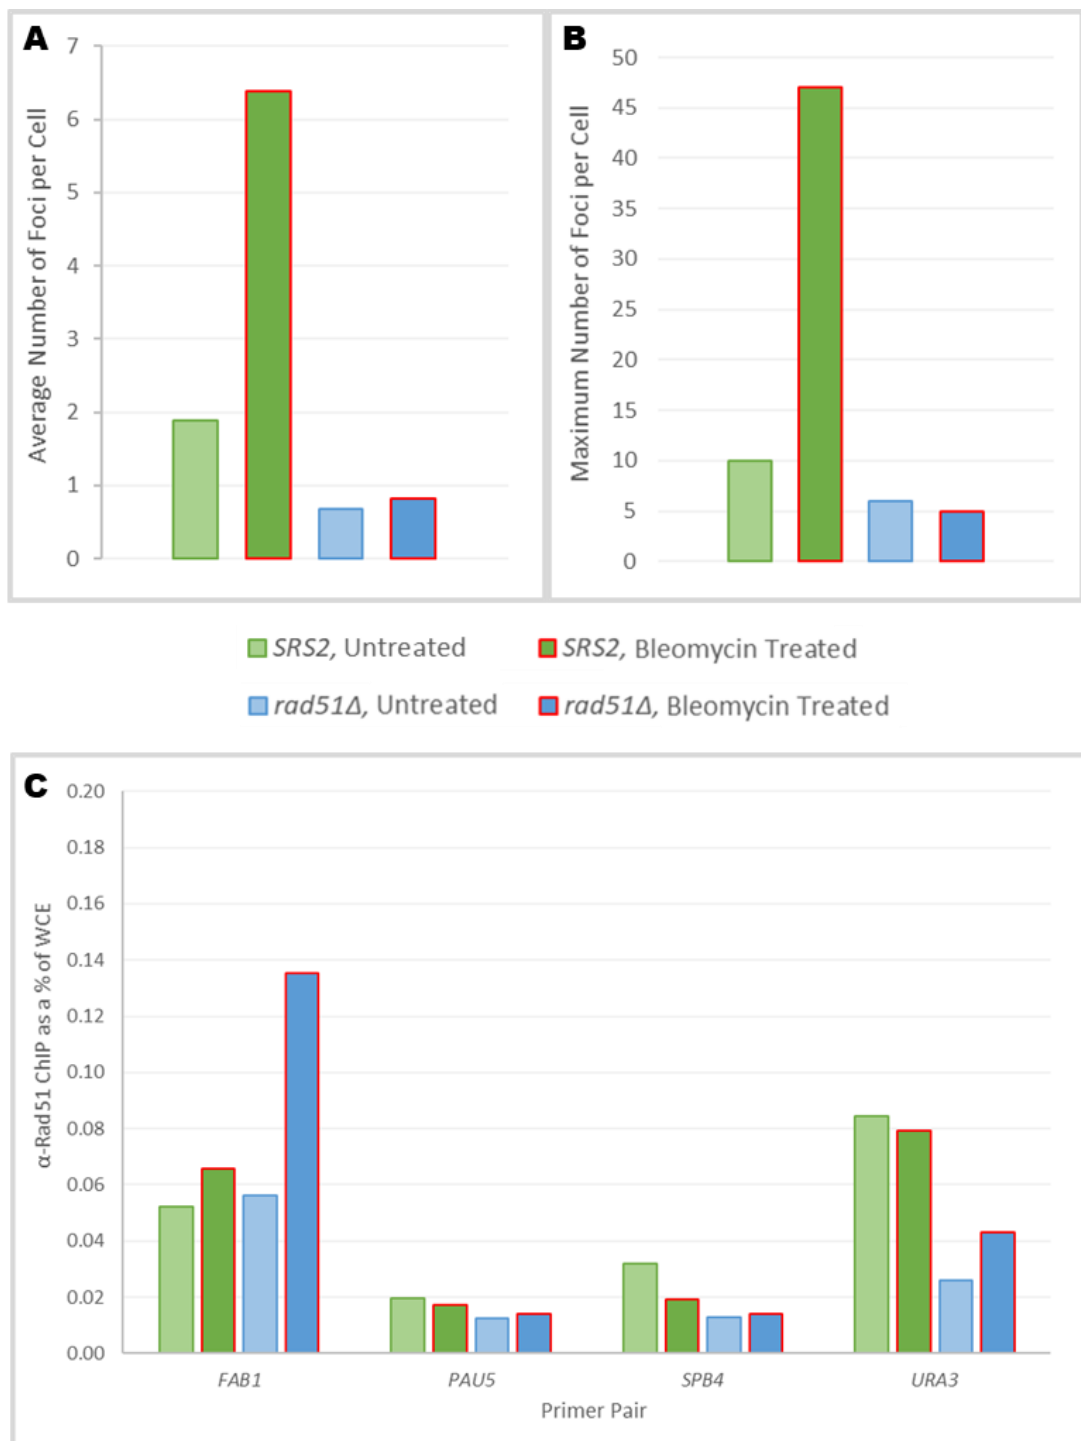 A
Average Number of Foci per Cell
7
6
5
4
3
2
1
0
B
Maximum Number of Foci per Cell
50
45
40
35
30
25
20
15
10
5
0
SRS2, Untreated
SRS2, Bleomycin Treated
rad51Δ, Untreated
rad51Δ, Bleomycin Treated
C
α-Rad51 ChIP as a % of WCE
0.20
0.18
0.16
0.14
0.12
0.10
0.08
0.06
0.04
0.02
0.00
FAB1 PAU5 SPB4 URA3
Primer Pair